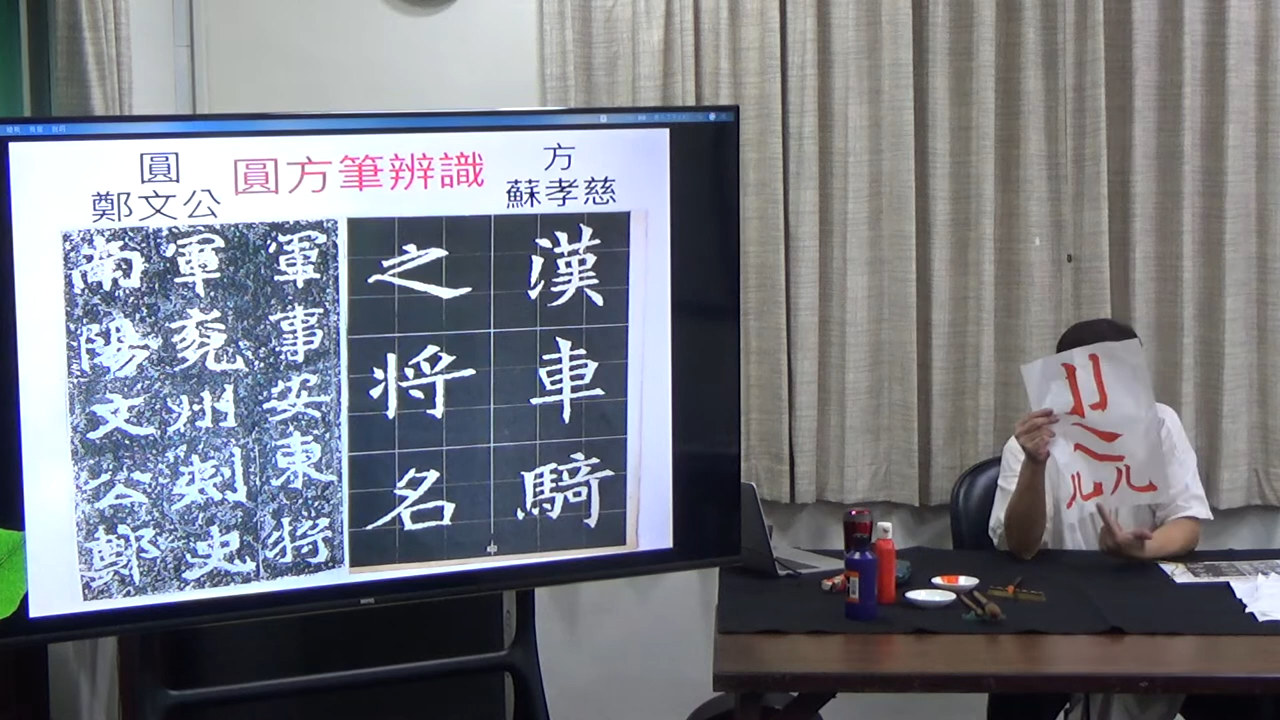 圓方筆辨識
圓
鄭文公
方
蘇孝慈
軍事安東將
軍兗州刺史
南陽文公鄭
漢車騎
之将名